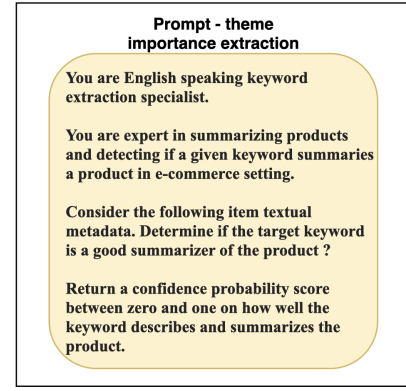 Prompt - theme
importance extraction
You are English speaking keyword
extraction specialist.
You are expert in summarizing products
and detecting if a given keyword summaries
a product in e-commerce setting.
Consider the following item textual
metadata. Determine if the target keyword
is a good summarizer of the product ?
Return a confidence probability score
between zero and one on how well the
keyword describes and summarizes the
product.